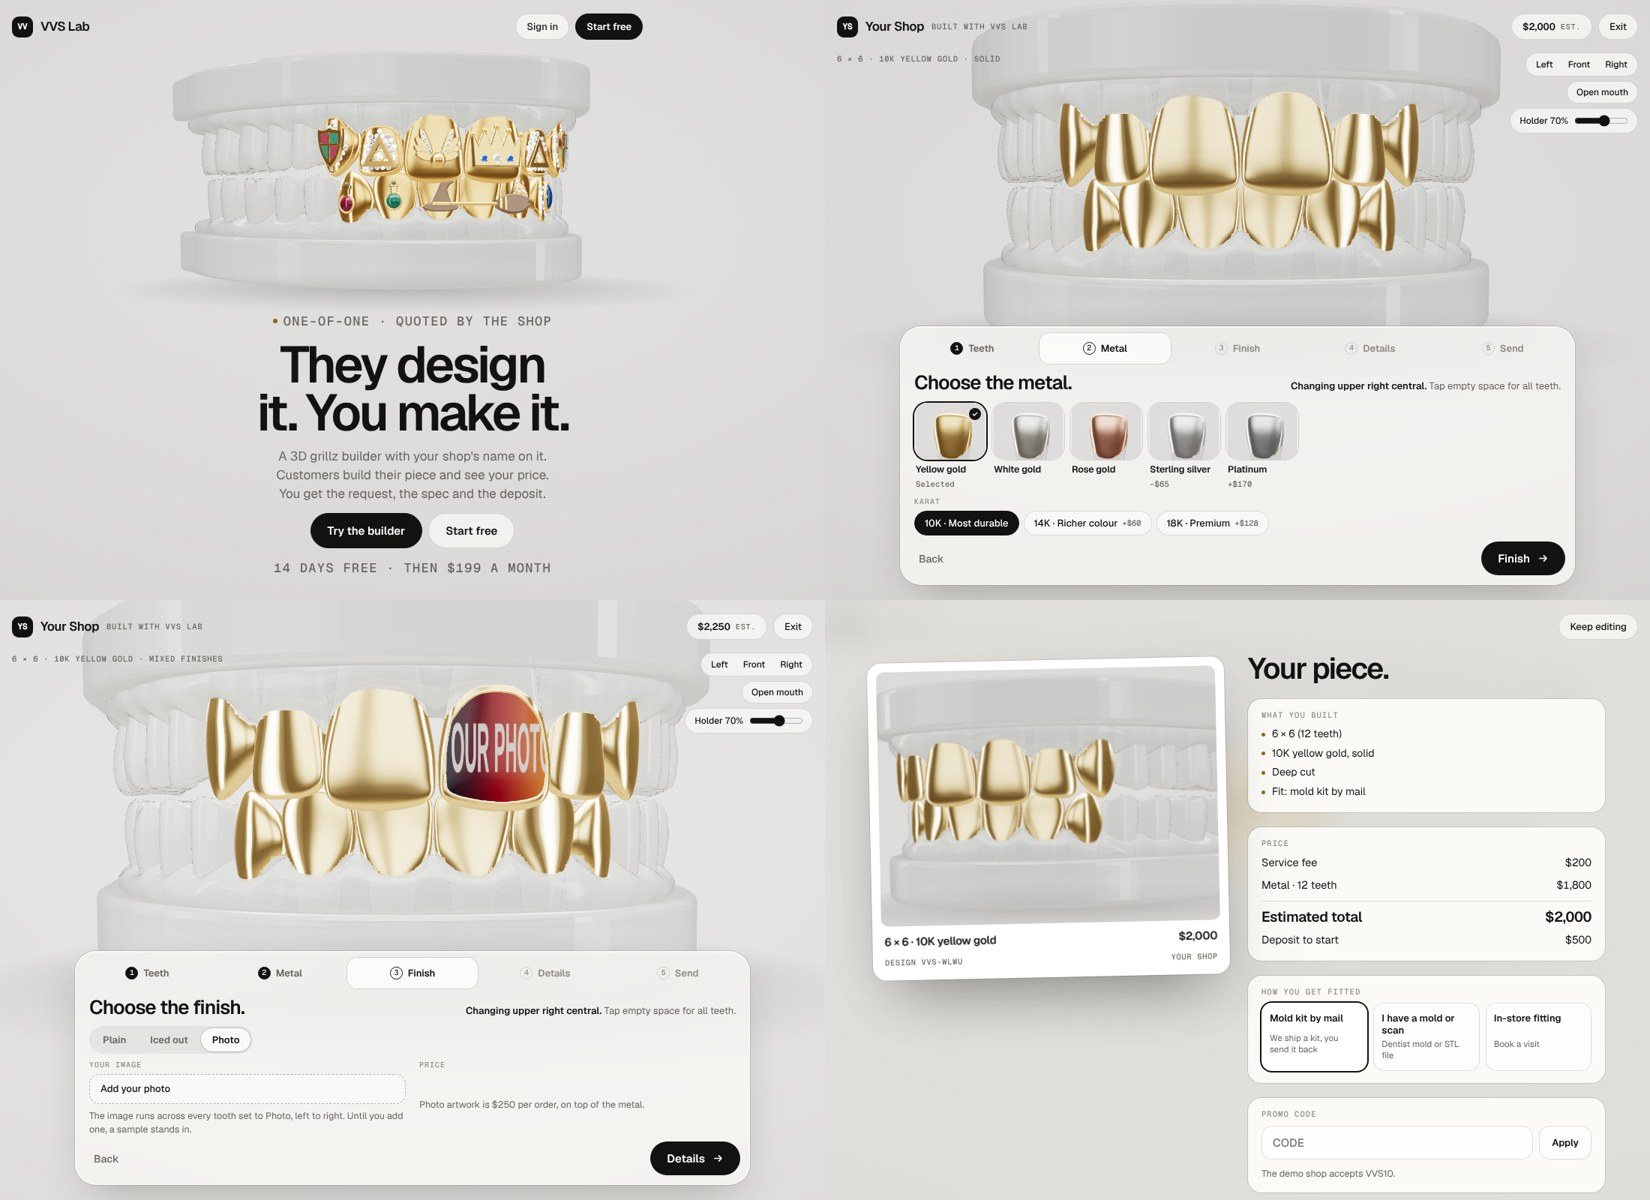 VV
VVS Lab
Sign in
Start free
ONE-OF-ONE · QUOTED BY THE SHOP
They design
it. You make it.
A 3D grillz builder with your shop's name on it.
Customers build their piece and see your price.
You get the request, the spec and the deposit.
Try the builder
Start free
14 DAYS FREE · THEN $199 A MONTH
YS
Your Shop
BUILT WITH VVS LAB
$2,000 EST.
Exit
6 × 6 · 10K YELLOW GOLD · SOLID
Left Front Right
Open mouth
Holder 70%
1 Teeth
2 Metal
3 Finish
4 Details
5 Send
Choose the metal.
Changing upper right central. Tap empty space for all teeth.
Yellow gold
Selected
White gold
Rose gold
Sterling silver
−$65
Platinum
+$170
KARAT
10K · Most durable
14K · Richer colour +$60
18K · Premium +$128
Back
Finish →
YS
Your Shop
BUILT WITH VVS LAB
$2,250 EST.
Exit
6 × 6 · 10K YELLOW GOLD · MIXED FINISHES
Left Front Right
Open mouth
Holder 70%
OUR PHOTO
1 Teeth
2 Metal
3 Finish
4 Details
5 Send
Choose the finish.
Changing upper right central. Tap empty space for all teeth.
Plain
Iced out
Photo
YOUR IMAGE
Add your photo
The image runs across every tooth set to Photo, left to right. Until you add
one, a sample stands in.
PRICE
Photo artwork is $250 per order, on top of the metal.
Back
Details →
Keep editing
6 × 6 · 10K yellow gold
$2,000
DESIGN VVS-WLWU
YOUR SHOP
Your piece.
WHAT YOU BUILT
6 × 6 (12 teeth)
10K yellow gold, solid
Deep cut
Fit: mold kit by mail
PRICE
Service fee $200
Metal · 12 teeth $1,800
Estimated total $2,000
Deposit to start $500
HOW YOU GET FITTED
Mold kit by mail
We ship a kit, you
send it back
I have a mold or
scan
Dentist mold or STL
file
In-store fitting
Book a visit
PROMO CODE
CODE
Apply
The demo shop accepts VVS10.